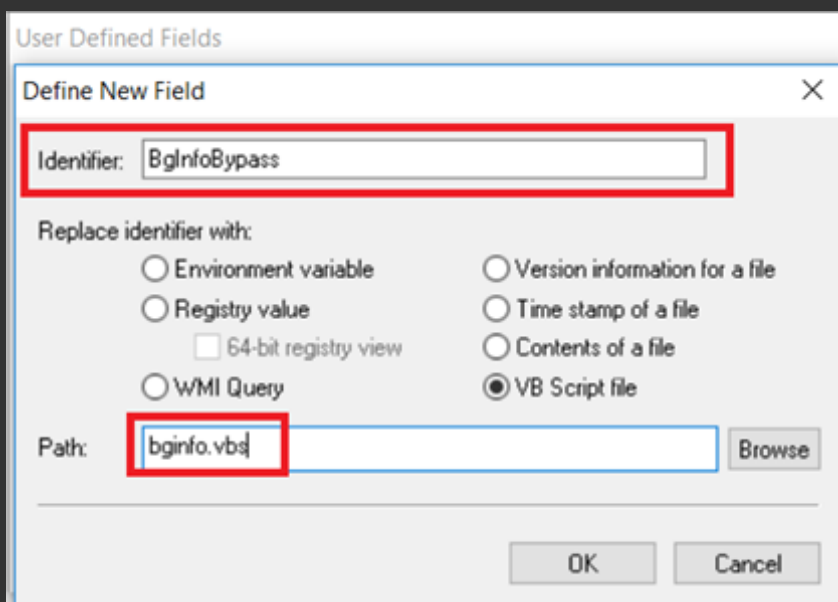 User Defined Fields
Define New Field
Identifier: BgInfoBypass
Replace identifier with:
Environment variable
Version information for a file
Registry value
Time stamp of a file
64-bit registry view
Contents of a file
WMI Query
VB Script file
Path: bginfo.vbs
Browse
OK
Cancel